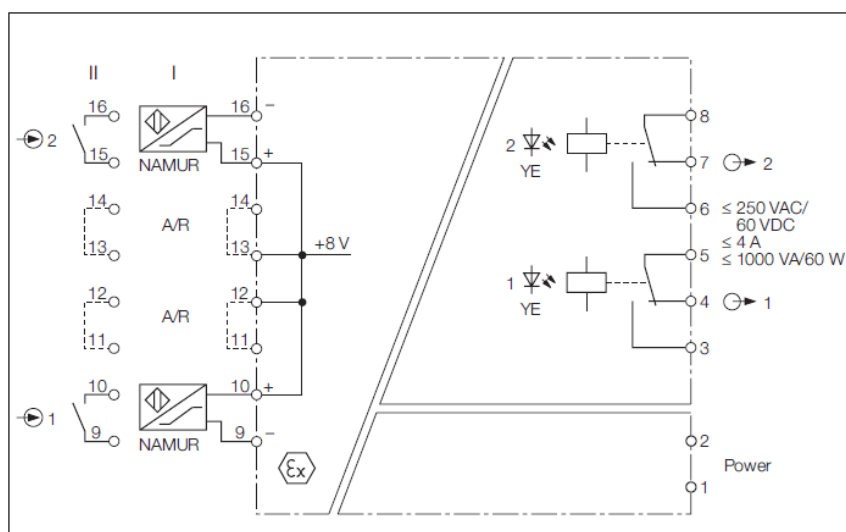 II I
16 16 −
2
15 15 +
NAMUR
14 14
A/R
13 13
+8 V
12 12
A/R
11 11
10 10 +
1
9 9 −
NAMUR
Ex
8
2
YE
7 2
6 ≤ 250 VAC/
60 VDC
≤ 4 A
5 ≤ 1000 VA/60 W
1
YE
4 1
3
2
Power
1